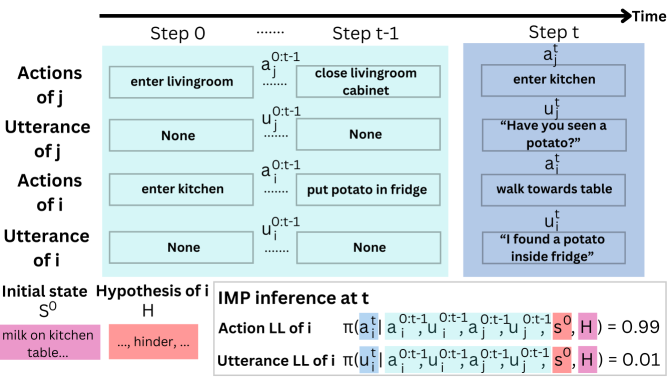 Time
Step 0 ........ Step t-1 Step t
Actions of j
a_j^{0:t-1}
enter livingroom ....... close livingroom cabinet
a_j^t
enter kitchen
Utterance of j
u_j^{0:t-1}
None ....... None
u_j^t
“Have you seen a potato?”
Actions of i
a_i^{0:t-1}
enter kitchen ....... put potato in fridge
a_i^t
walk towards table
Utterance of i
u_i^{0:t-1}
None ....... None
u_i^t
“I found a potato inside fridge”
Initial state
S^0
milk on kitchen table...
Hypothesis of i
H
..., hinder, ...
IMP inference at t
Action LL of i π(a_i^t| a_i^{0:t-1},u_i^{0:t-1},a_j^{0:t-1},u_j^{0:t-1},s^0,H) = 0.99
Utterance LL of i π(u_i^t| a_i^{0:t-1},u_i^{0:t-1},a_j^{0:t-1},u_j^{0:t-1},s^0,H) = 0.01